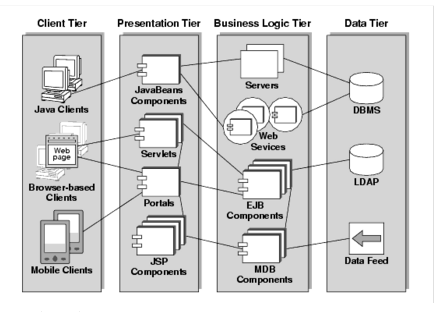 Client Tier
Presentation Tier
Business Logic Tier
Data Tier
Java Clients
Web
page
Browser-based
Clients
Mobile Clients
JavaBeans
Components
Servlets
Portals
JSP
Components
Servers
Web
Sevices
EJB
Components
MDB
Components
DBMS
LDAP
Data Feed